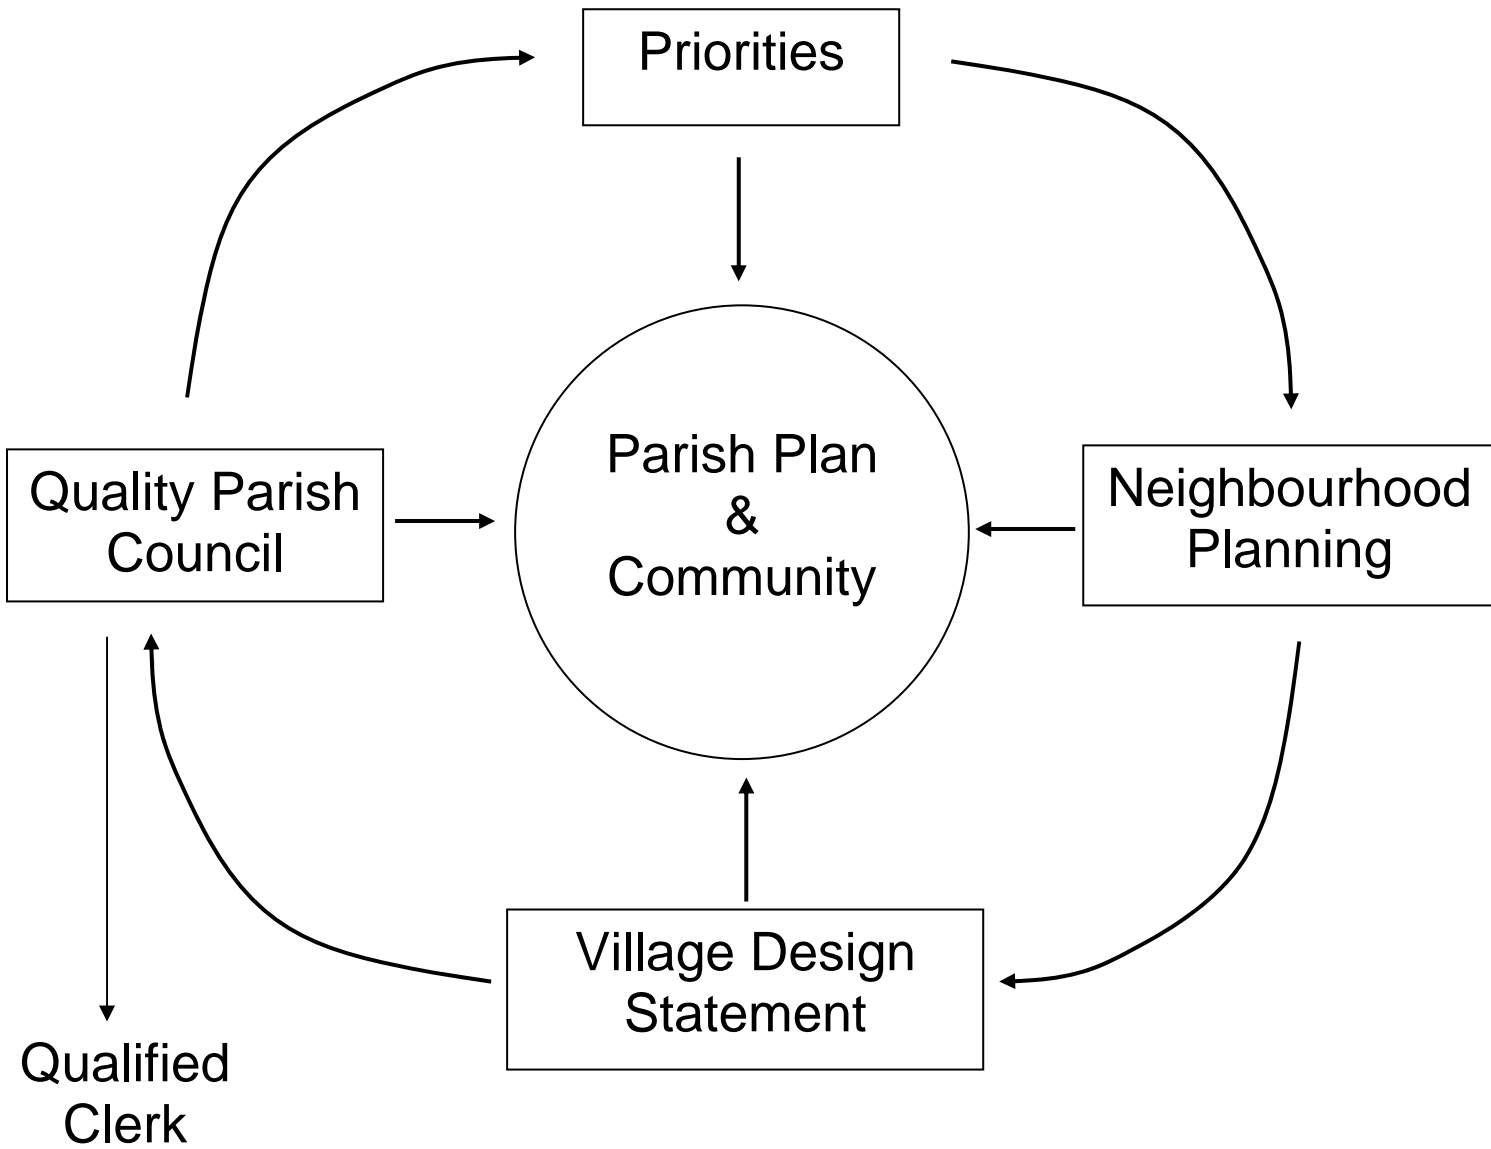 Priorities
Parish Plan
&
Community
Quality Parish
Council
Neighbourhood
Planning
Village Design
Statement
Qualified
Clerk